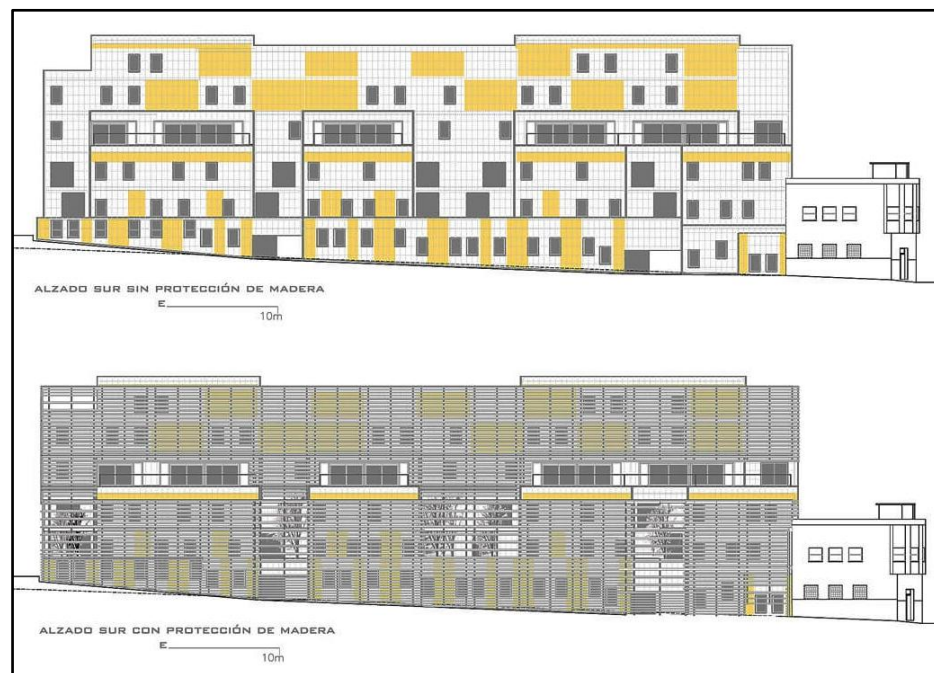 ALZADO SUR SIN PROTECCIÓN DE MADERA
E
10m
ALZADO SUR CON PROTECCIÓN DE MADERA
E
10m